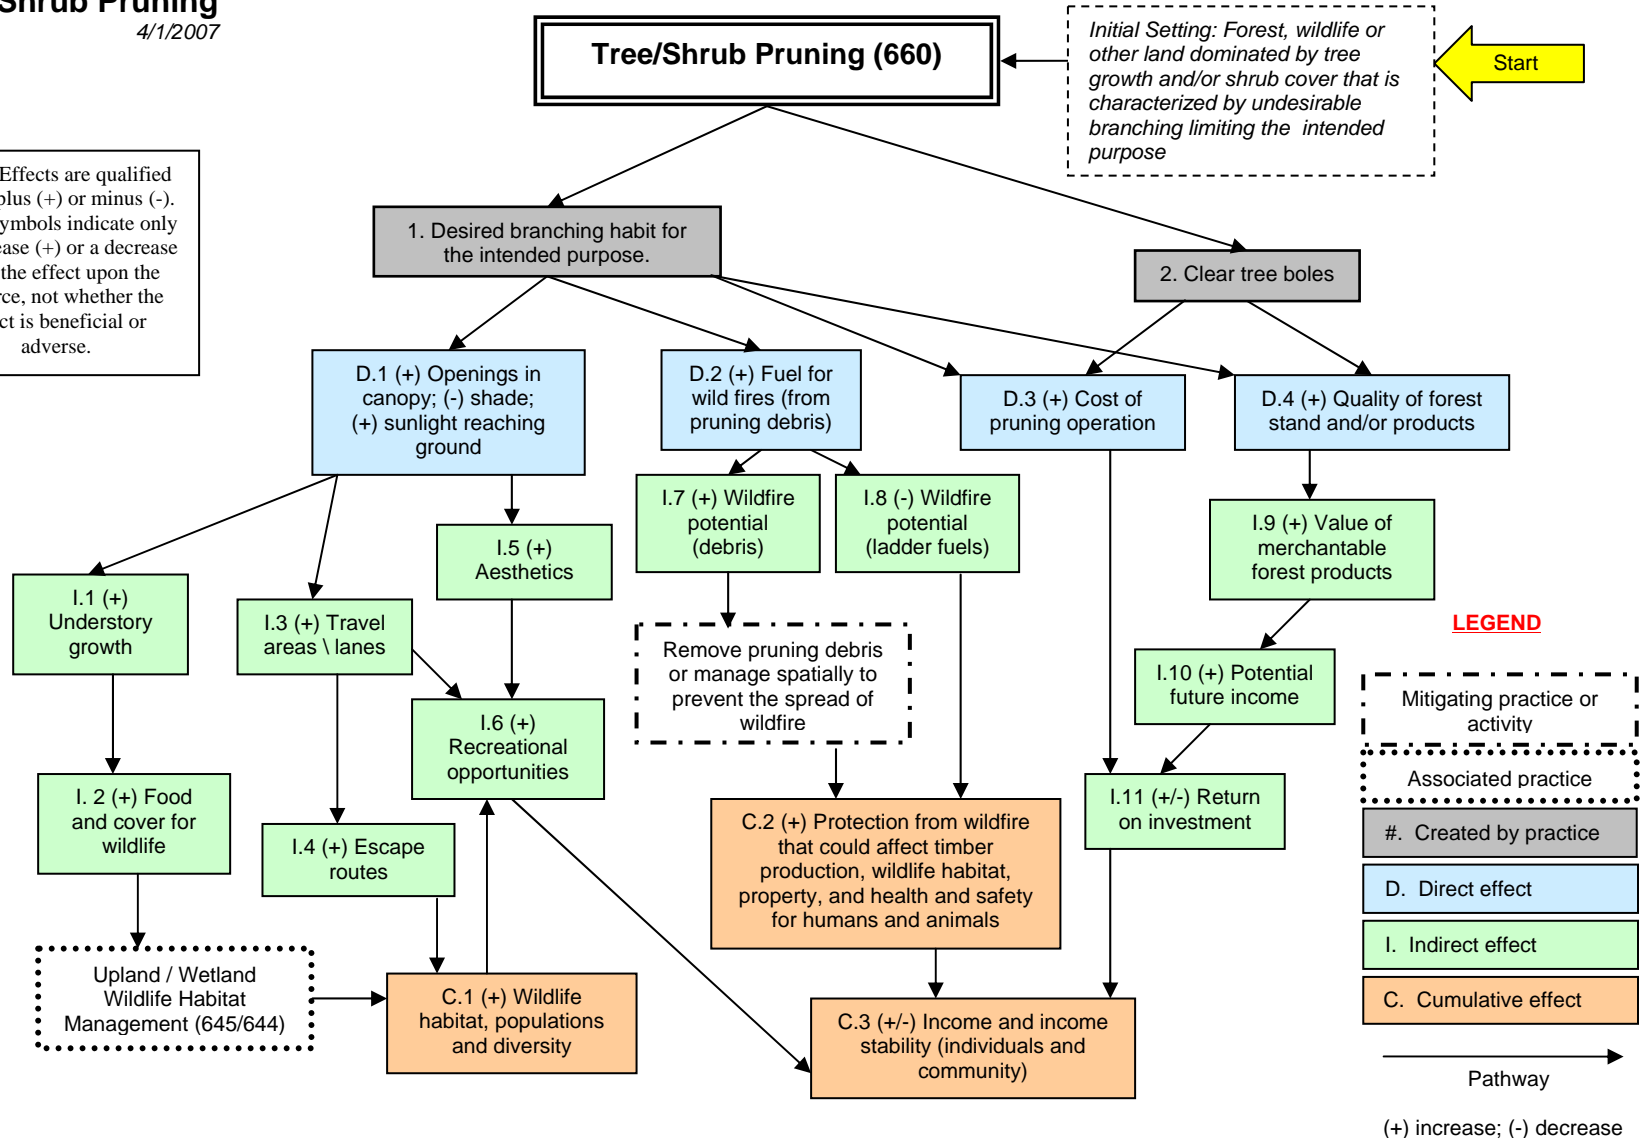 Shrub Pruning
4/1/2007
Effects are qualified
plus (+) or minus (-).
ymbols indicate only
ease (+) or a decrease
the effect upon the
rce, not whether the
ct is beneficial or
adverse.
Tree/Shrub Pruning (660)
Initial Setting: Forest, wildlife or
other land dominated by tree
growth and/or shrub cover that is
characterized by undesirable
branching limiting the intended
purpose
Start
1. Desired branching habit for
the intended purpose.
2. Clear tree boles
D.1 (+) Openings in
canopy; (-) shade;
(+) sunlight reaching
ground
D.2 (+) Fuel for
wild fires (from
pruning debris)
D.3 (+) Cost of
pruning operation
D.4 (+) Quality of forest
stand and/or products
I.1 (+)
Understory
growth
I.3 (+) Travel
areas \ lanes
I.5 (+)
Aesthetics
I.7 (+) Wildfire
potential
(debris)
I.8 (-) Wildfire
potential
(ladder fuels)
I.9 (+) Value of
merchantable
forest products
Remove pruning debris
or manage spatially to
prevent the spread of
wildfire
I.10 (+) Potential
future income
I.6 (+)
Recreational
opportunities
I. 2 (+) Food
and cover for
wildlife
I.4 (+) Escape
routes
C.2 (+) Protection from wildfire
that could affect timber
production, wildlife habitat,
property, and health and safety
for humans and animals
I.11 (+/-) Return
on investment
Upland / Wetland
Wildlife Habitat
Management (645/644)
C.1 (+) Wildlife
habitat, populations
and diversity
C.3 (+/-) Income and income
stability (individuals and
community)
LEGEND
Mitigating practice or
activity
Associated practice
#. Created by practice
D. Direct effect
I. Indirect effect
C. Cumulative effect
Pathway
(+) increase; (-) decrease